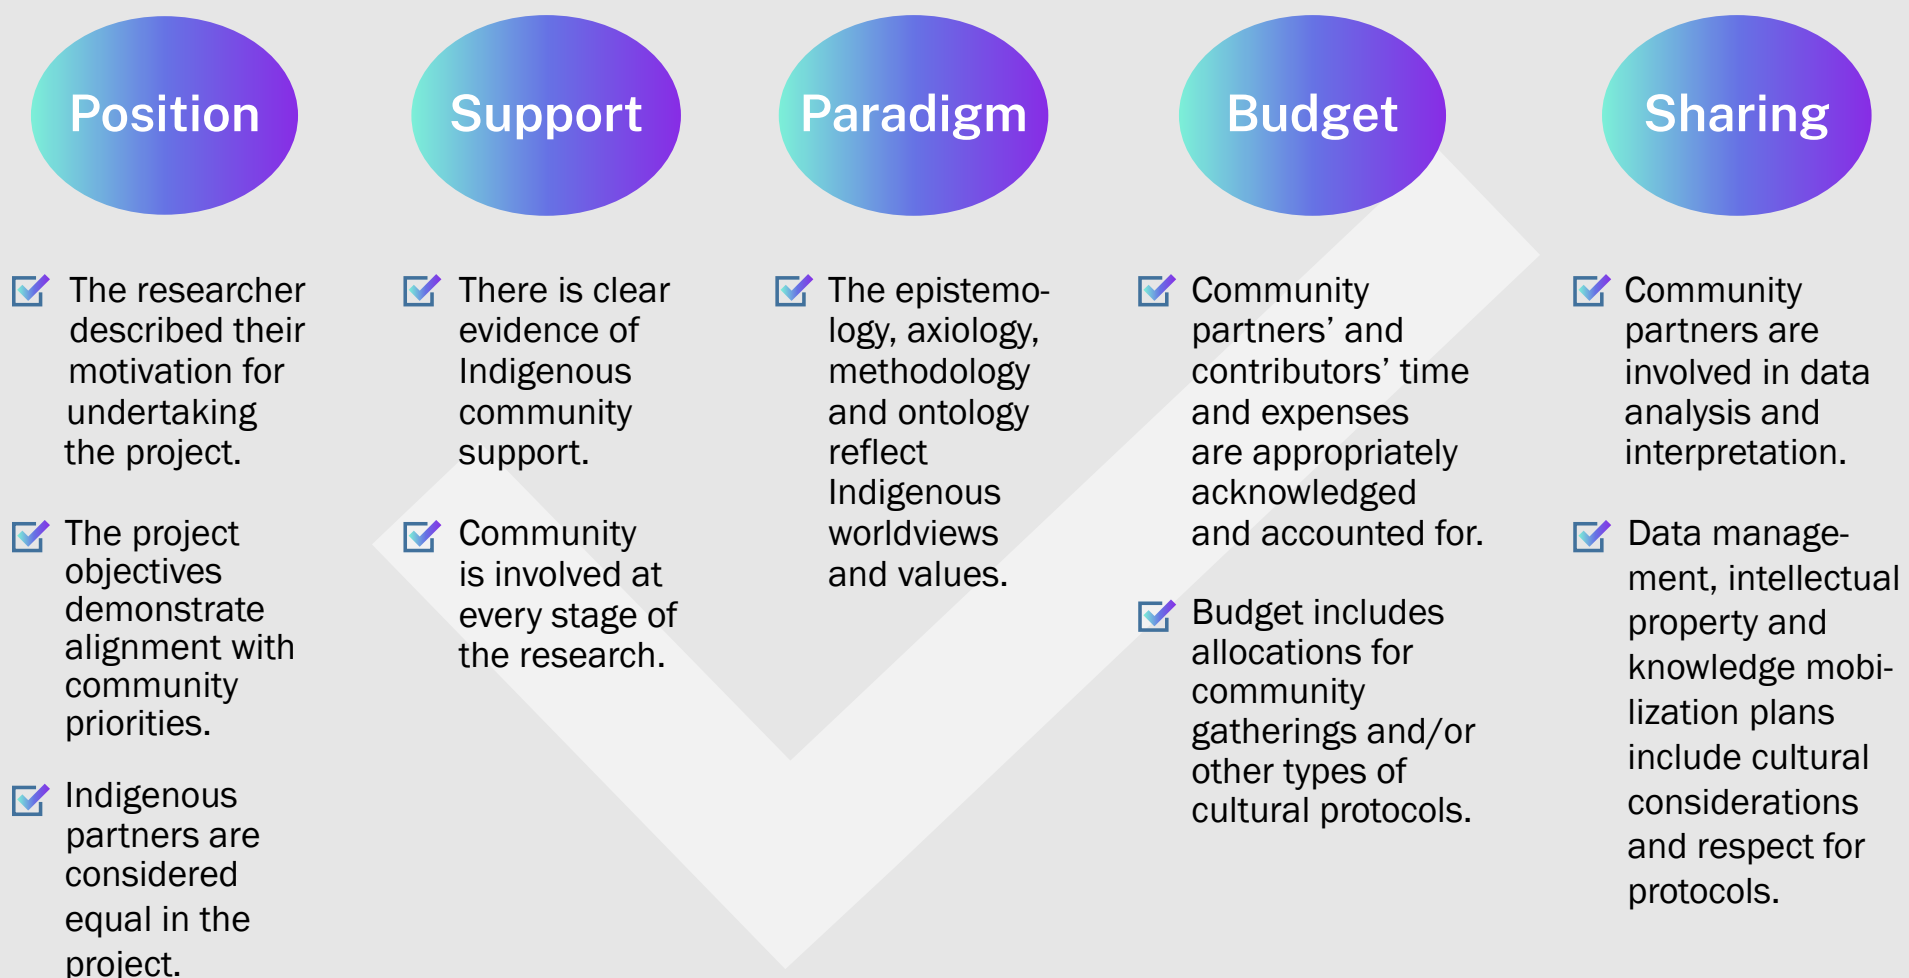 Position
The researcher
described their
motivation for
undertaking
the project.
The project
objectives
demonstrate
alignment with
community
priorities.
Indigenous
partners are
considered
equal in the
project.
Support
There is clear
evidence of
Indigenous
community
support.
Community
is involved at
every stage of
the research.
Paradigm
The epistemo-
logy, axiology,
methodology
and ontology
reflect
Indigenous
worldviews
and values.
Budget
Community
partners’ and
contributors’ time
and expenses
are appropriately
acknowledged
and accounted for.
Budget includes
allocations for
community
gatherings and/or
other types of
cultural protocols.
Sharing
Community
partners are
involved in data
analysis and
interpretation.
Data manage-
ment, intellectual
property and
knowledge mobi-
lization plans
include cultural
considerations
and respect for
protocols.